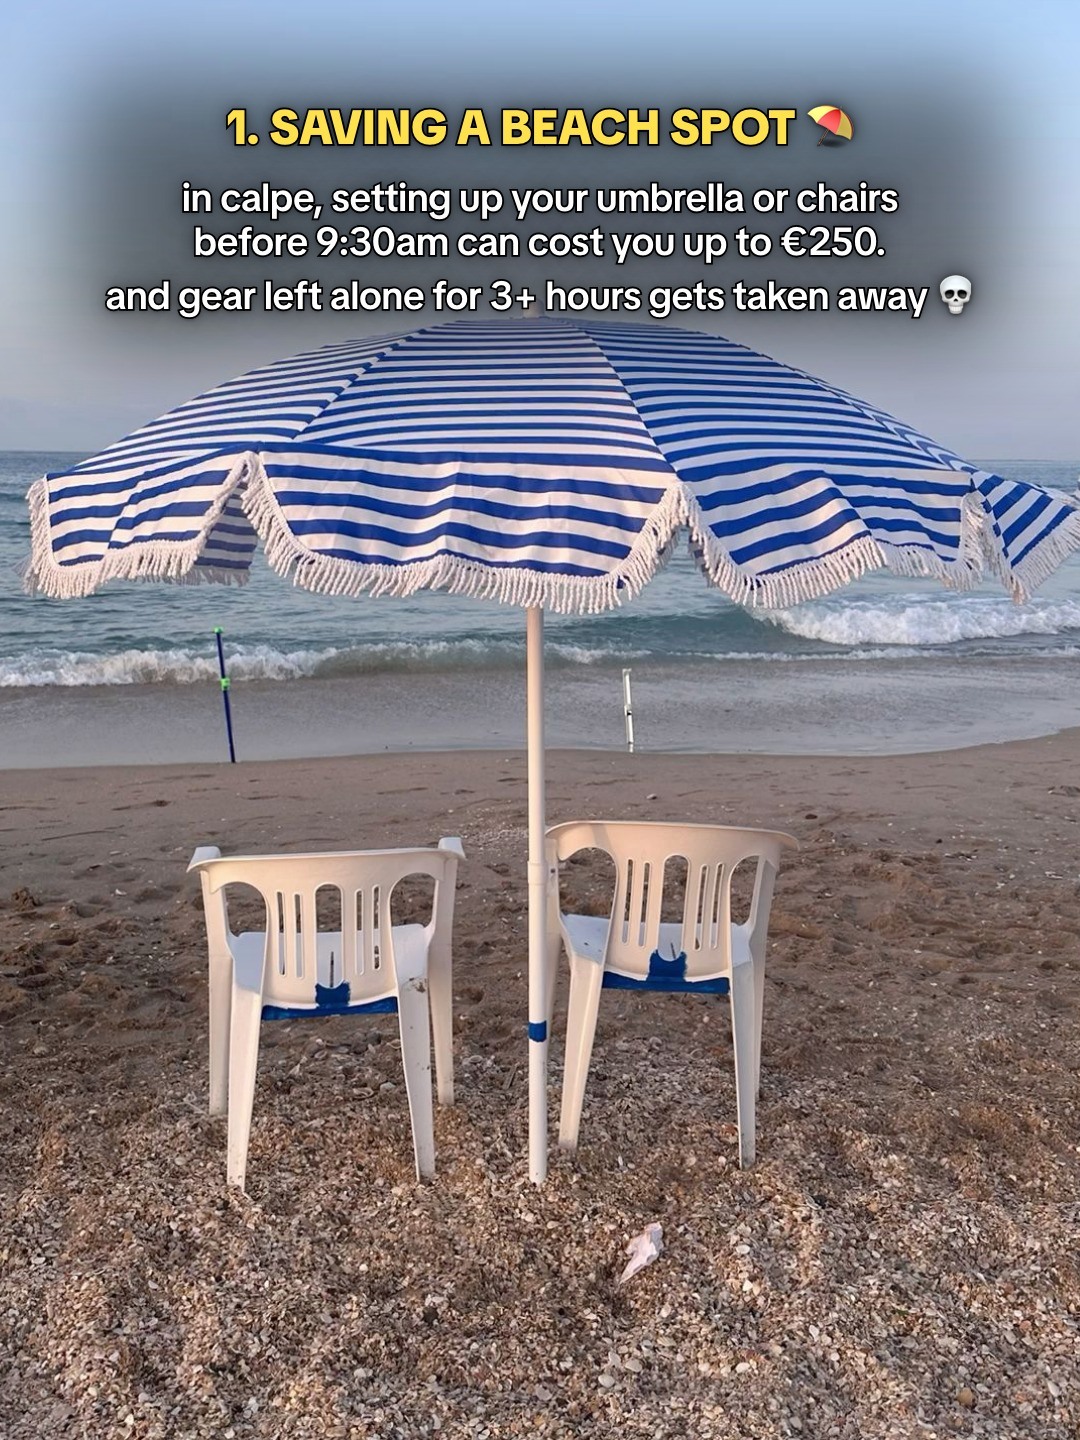 1. SAVING A BEACH SPOT ⛱️
in calpe, setting up your umbrella or chairs
before 9:30am can cost you up to €250.
and gear left alone for 3+ hours gets taken away 💀